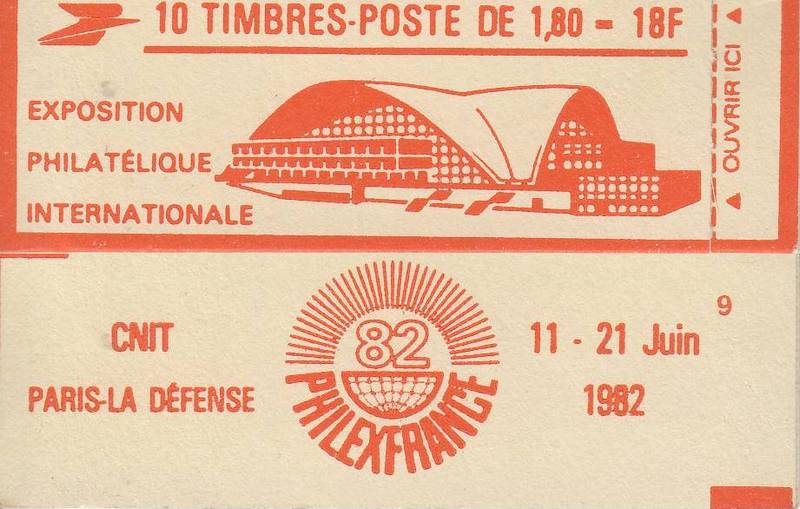 10 TIMBRES-POSTE DE 1,80 = 18F
EXPOSITION
PHILATÉLIQUE
INTERNATIONALE
OUVRIR ICI
9
CNIT
PARIS-LA DÉFENSE
82
PHILEXFRANCE
11 - 21 Juin
1982